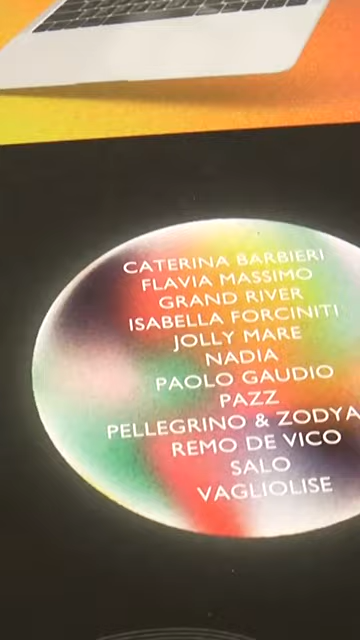 CATERINA BARBIERI
FLAVIA MASSIMO
GRAND RIVER
ISABELLA FORCINITI
JOLLY MARE
NADIA
PAOLO GAUDIO
PAZZ
PELLEGRINO & ZODYA
REMO DE VICO
SALO
VAGLIOLISE